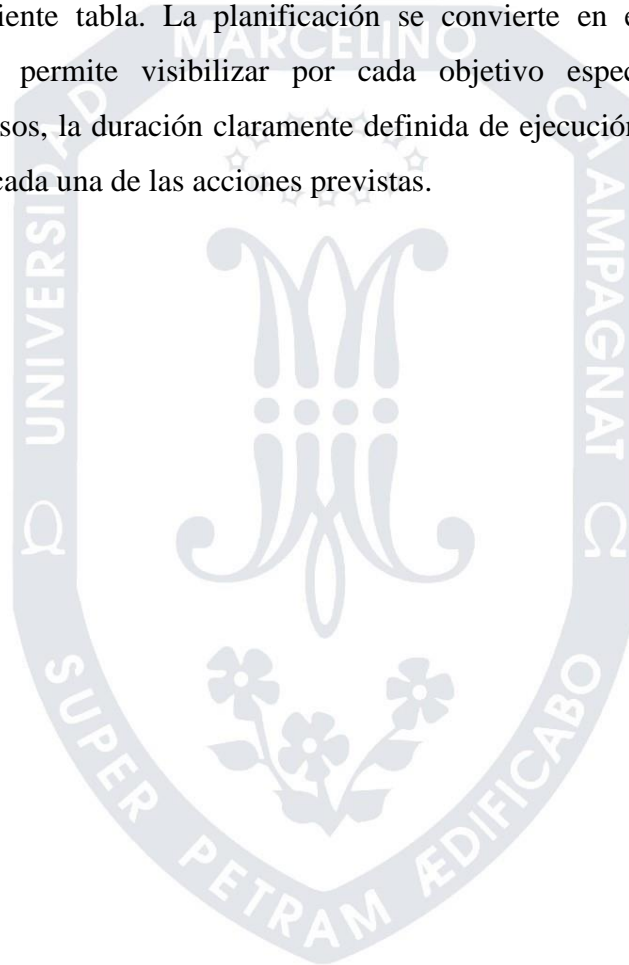 iente tabla. La planificación se convierte en e
permite visibilizar por cada objetivo espec
sos, la duración claramente definida de ejecución
cada una de las acciones previstas.
UNIVERSIDAD MARCELINO CHAMPAGNAT
SUPER PETRAM ÆDIFICABO